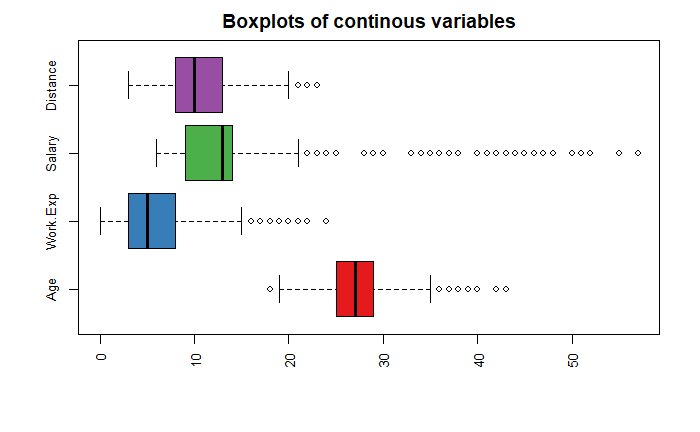 Boxplots of continous variables
Distance
Salary
Work.Exp
Age
0 10 20 30 40 50